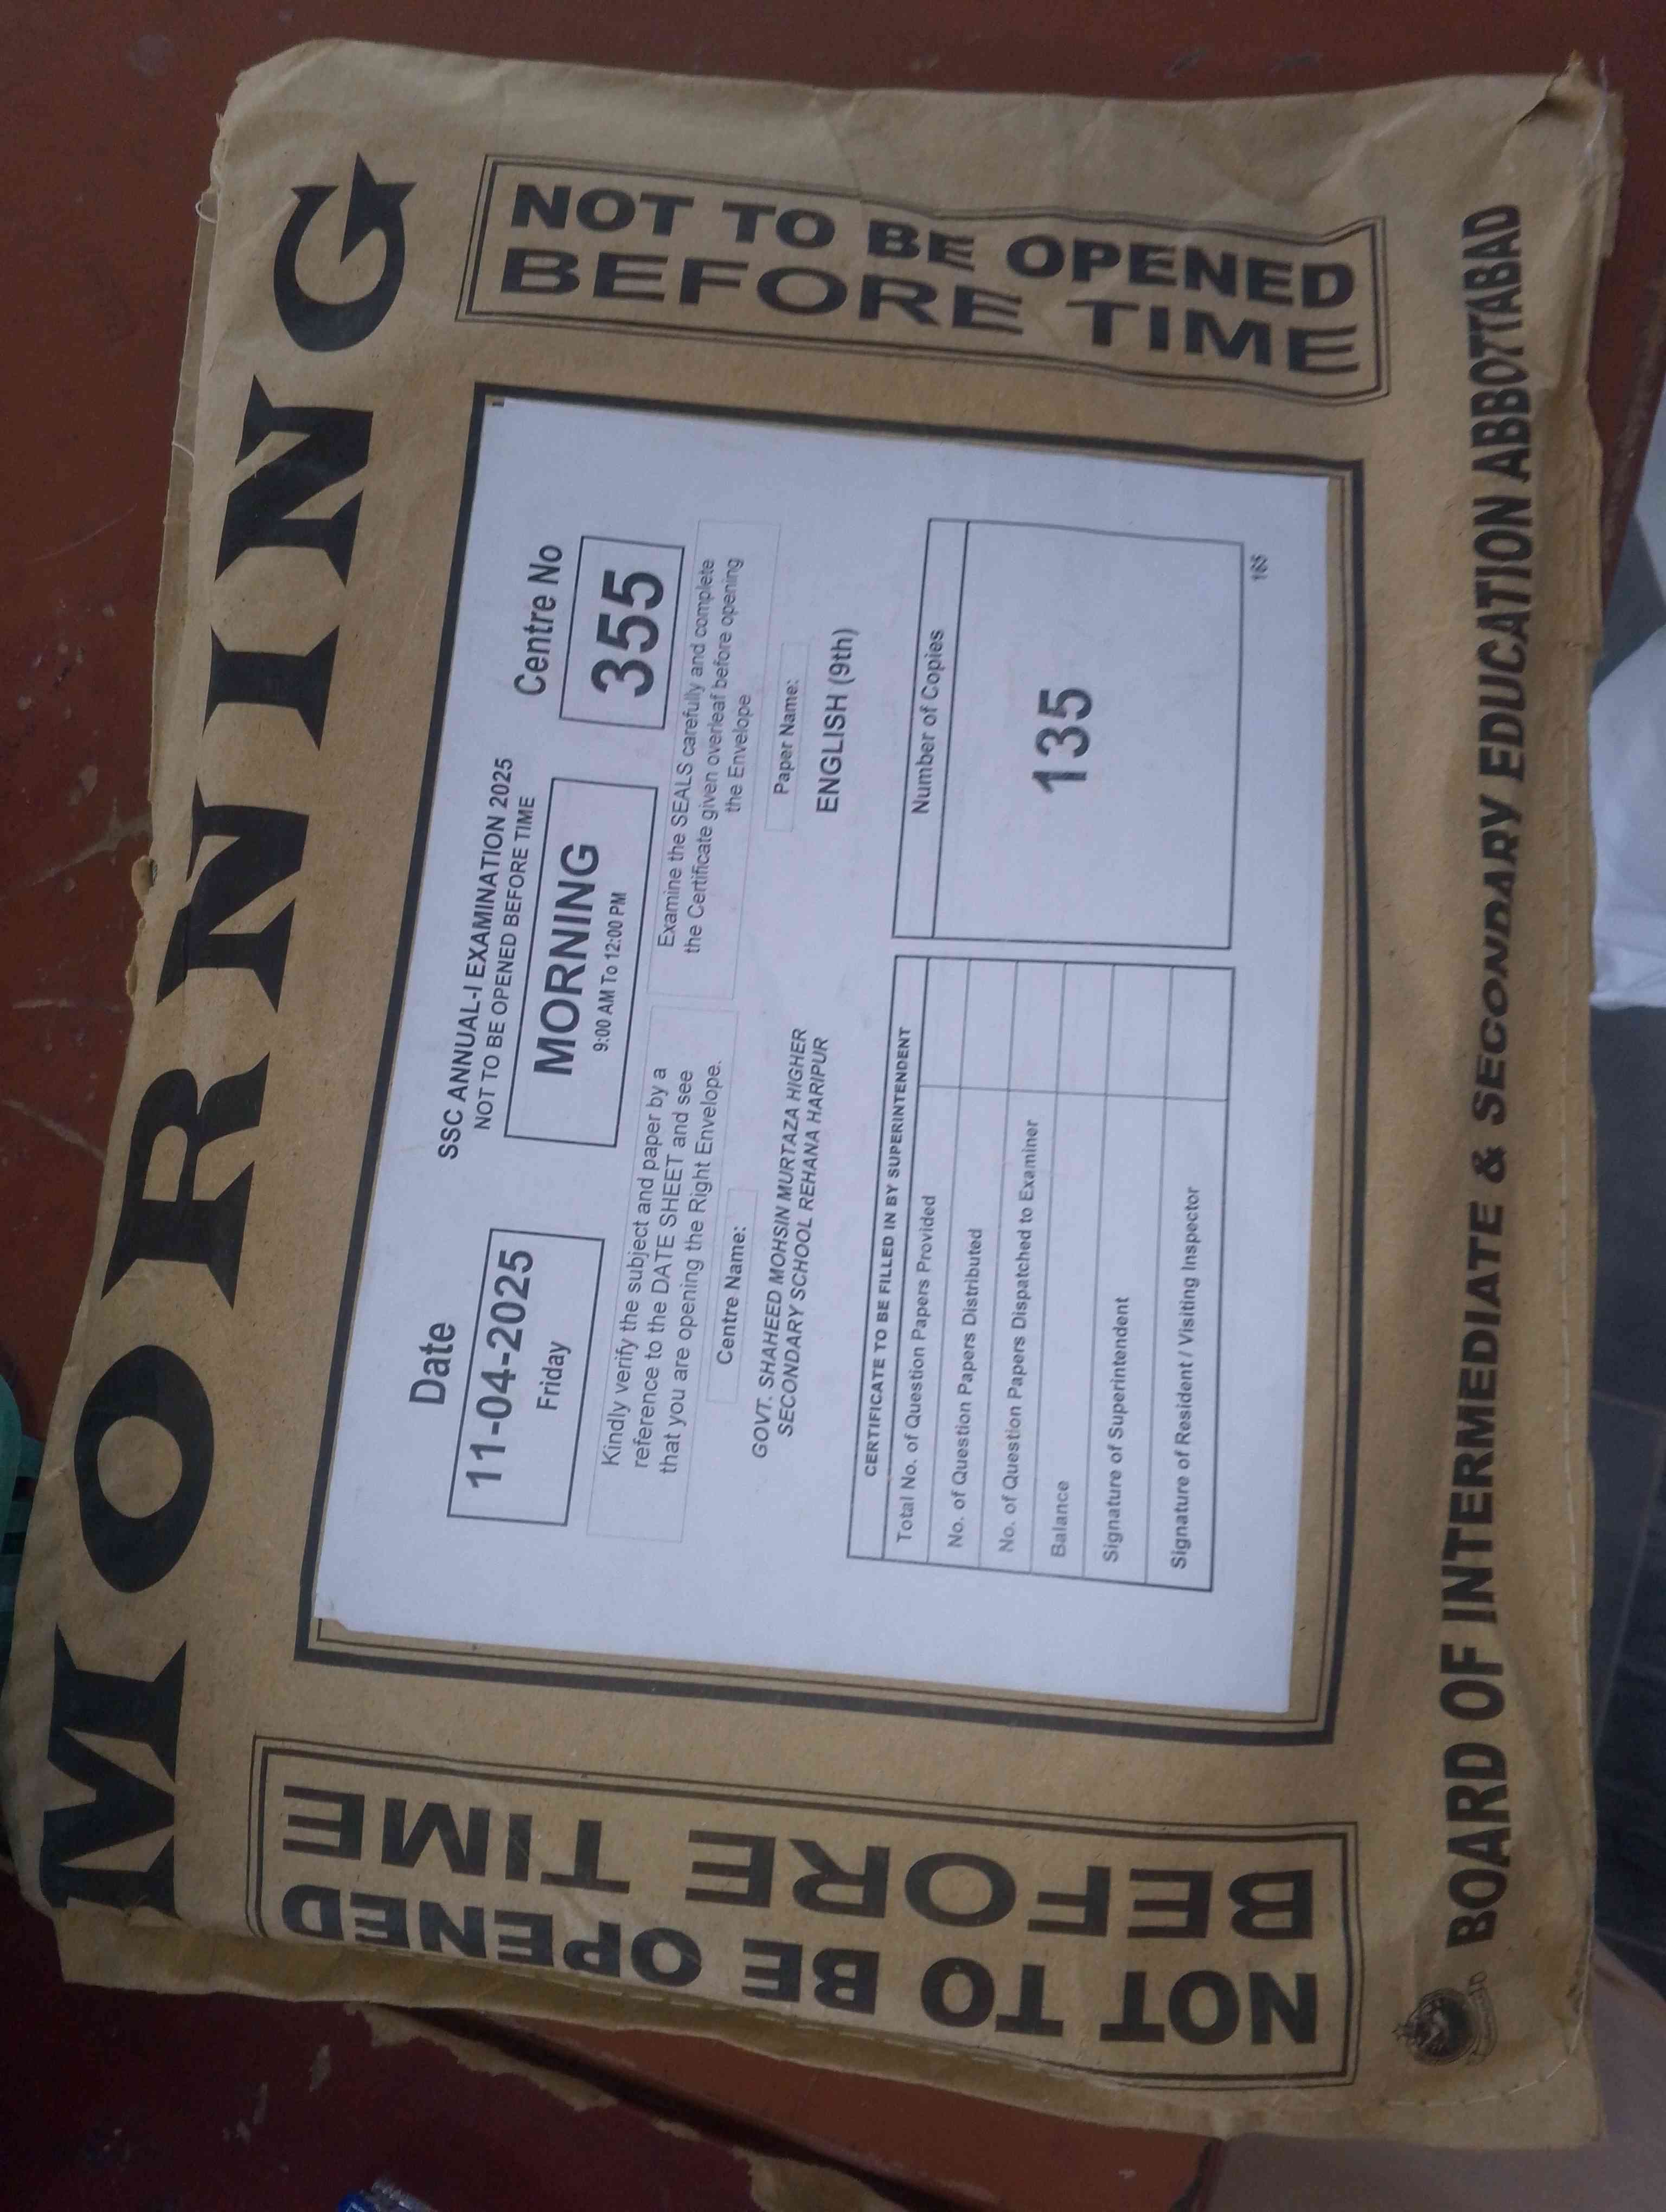 MORNING
NOT TO BE OPENED
BEFORE TIME
NOT TO BE OPENED
BEFORE TIME
Date
11-04-2025
Friday
SSC ANNUAL-I EXAMINATION 2025
NOT TO BE OPENED BEFORE TIME
MORNING
9:00 AM To 12:00 PM
Centre No
355
Kindly verify the subject and paper by a
reference to the DATE SHEET and see
that you are opening the Right Envelope.
Examine the SEALS carefully and complete
the Certificate given overleaf before opening
the Envelope
Centre Name:
GOVT. SHAHEED MOHSIN MURTAZA HIGHER
SECONDARY SCHOOL REHANA HARIPUR
Paper Name:
ENGLISH (9th)
CERTIFICATE TO BE FILLED IN BY SUPERINTENDENT
Total No. of Question Papers Provided
No. of Question Papers Distributed
No. of Question Papers Dispatched to Examiner
Balance
Signature of Superintendent
Signature of Resident / Visiting Inspector
Number of Copies
135
165
BOARD OF INTERMEDIATE & SECONDARY EDUCATION ABBOTTABAD